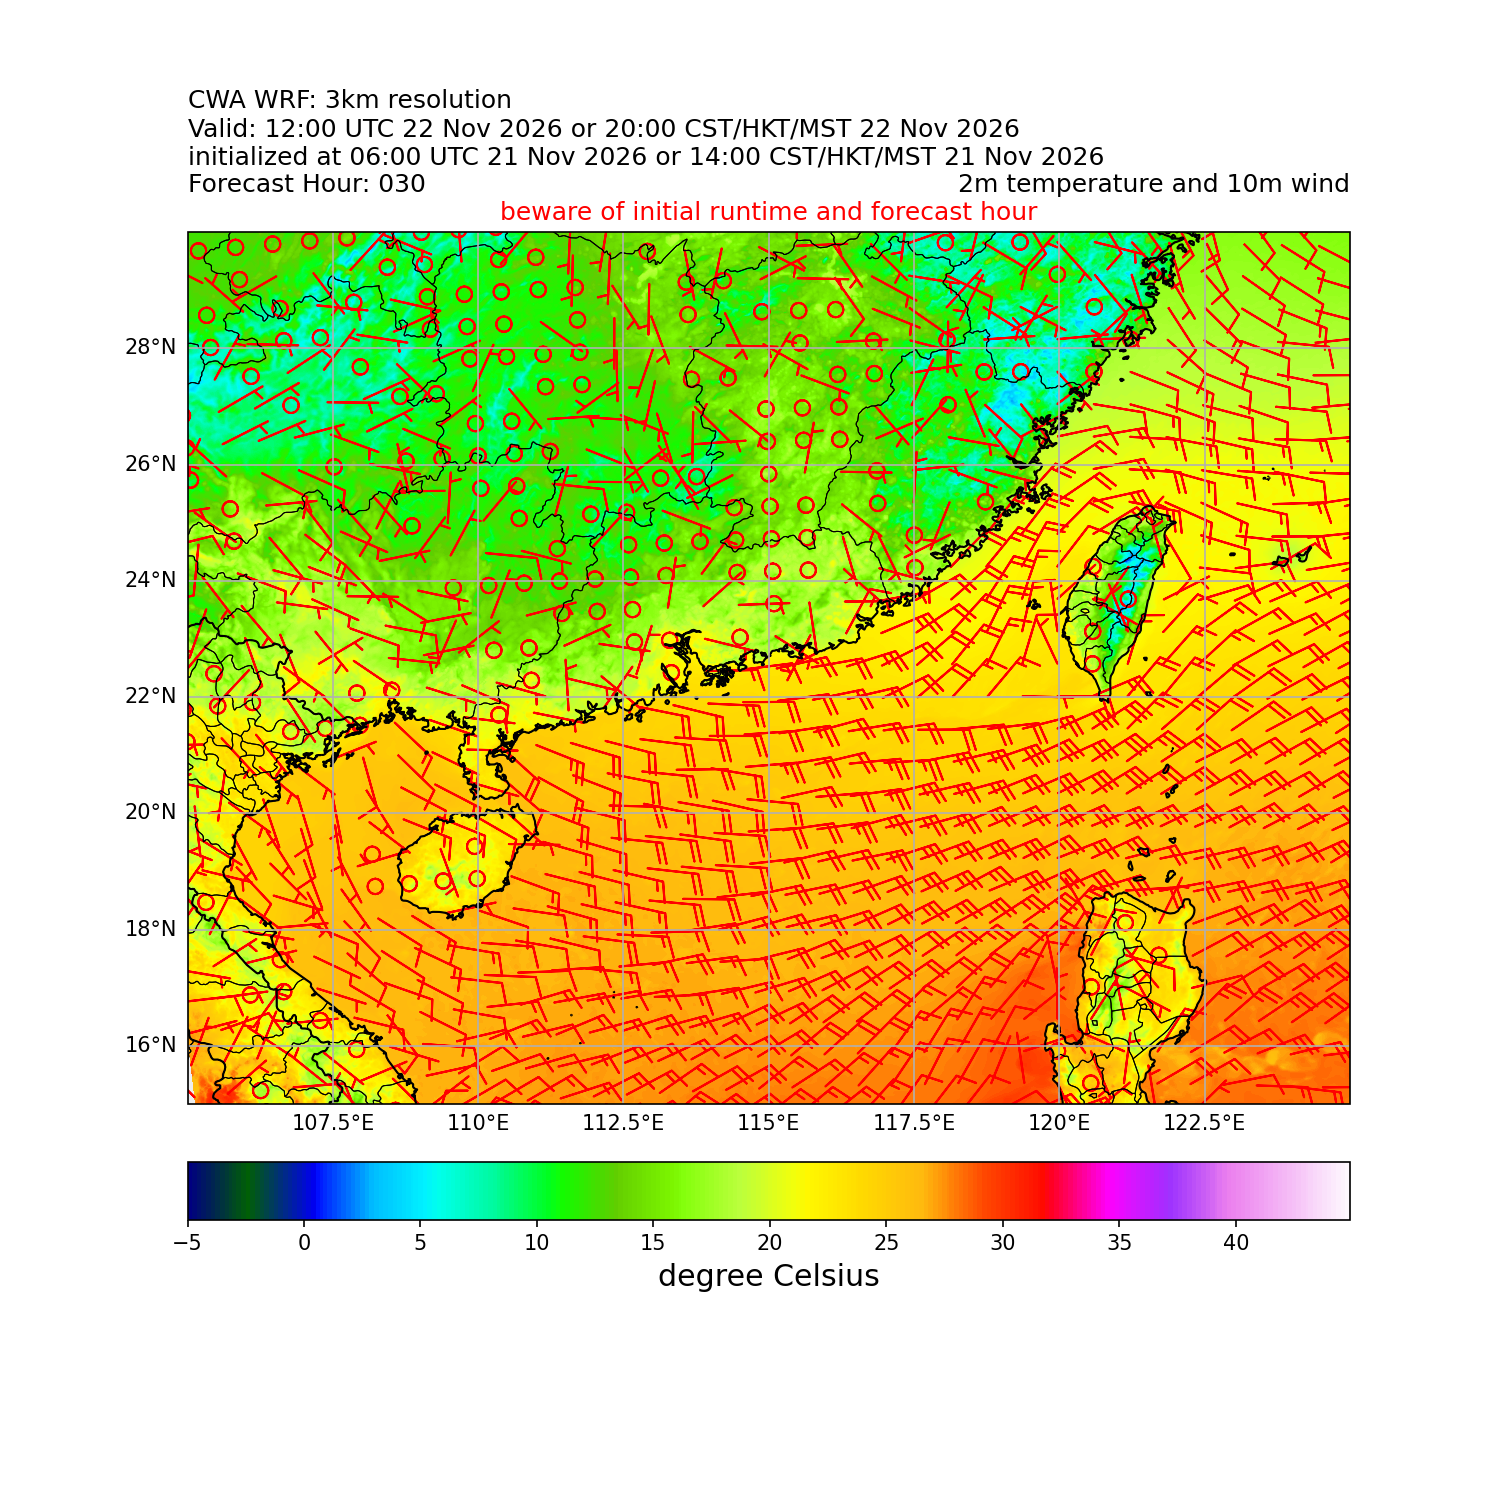 CWA WRF: 3km resolution
Valid: 12:00 UTC 22 Nov 2026 or 20:00 CST/HKT/MST 22 Nov 2026
initialized at 06:00 UTC 21 Nov 2026 or 14:00 CST/HKT/MST 21 Nov 2026
Forecast Hour: 030 2m temperature and 10m wind
beware of initial runtime and forecast hour
28°N
26°N
24°N
22°N
20°N
18°N
16°N
107.5°E 110°E 112.5°E 115°E 117.5°E 120°E 122.5°E
−5 0 5 10 15 20 25 30 35 40
degree Celsius